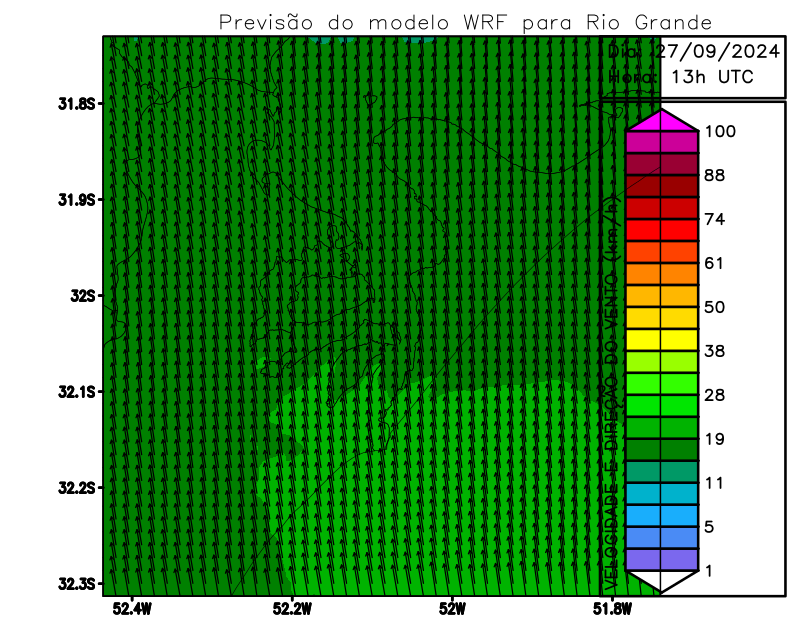 Previsão do modelo WRF para Rio Grande
Dia: 27/09/2024
Hora: 13h UTC
31.8S
31.9S
32S
32.1S
32.2S
32.3S
52.4W
52.2W
52W
51.8W
VELOCIDADE E DIREÇÃO DO VENTO (km/h)
100
88
74
61
50
38
28
19
11
5
1